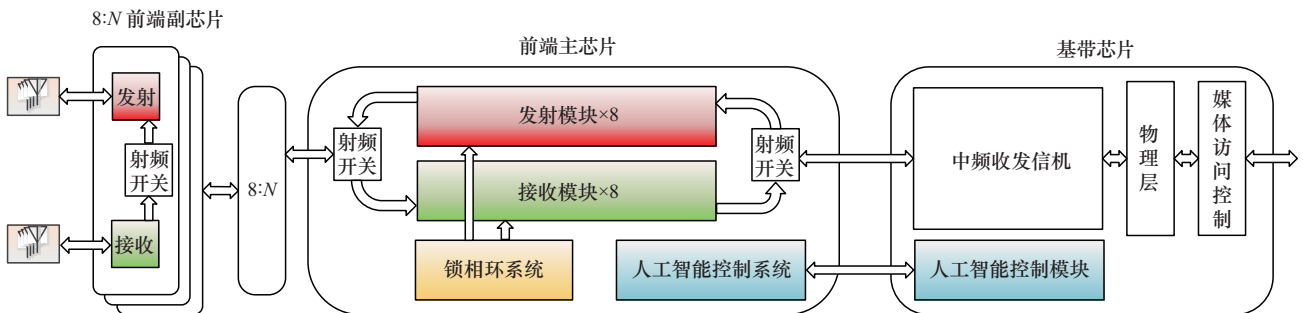 8:N 前端副芯片
前端主芯片
基带芯片
发射
射频
开关
接收
8:N
射频
开关
发射模块×8
接收模块×8
射频
开关
锁相环系统
人工智能控制系统
中频收发信机
物理层
媒体访问控制
人工智能控制模块